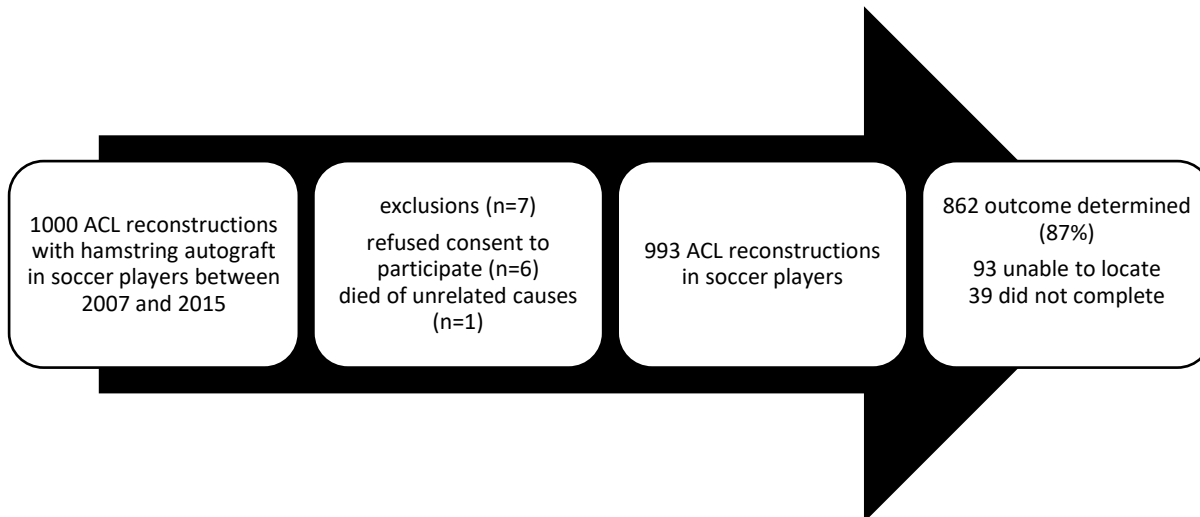 1000 ACL reconstructions
with hamstring autograft
in soccer players between
2007 and 2015
exclusions (n=7)
refused consent to
participate (n=6)
died of unrelated causes
(n=1)
993 ACL reconstructions
in soccer players
862 outcome determined
(87%)
93 unable to locate
39 did not complete